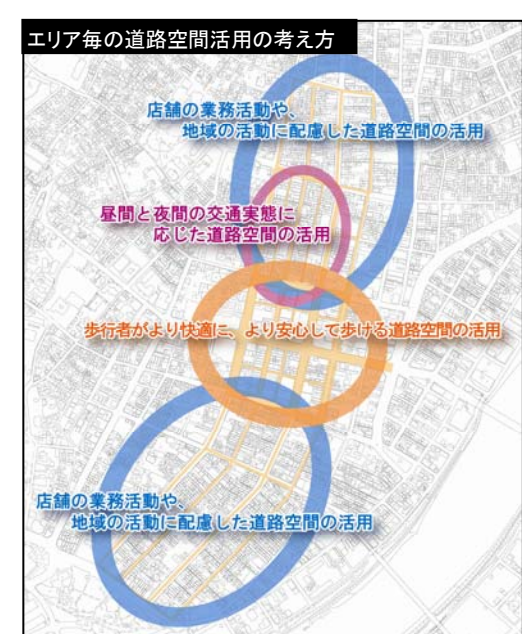 エリア毎の道路空間活用の考え方
店舗の業務活動や、
地域の活動に配慮した道路空間の活用
昼間と夜間の交通実態に
応じた道路空間の活用
歩行者がより快適に、より安心して歩ける道路空間の活用
店舗の業務活動や、
地域の活動に配慮した道路空間の活用